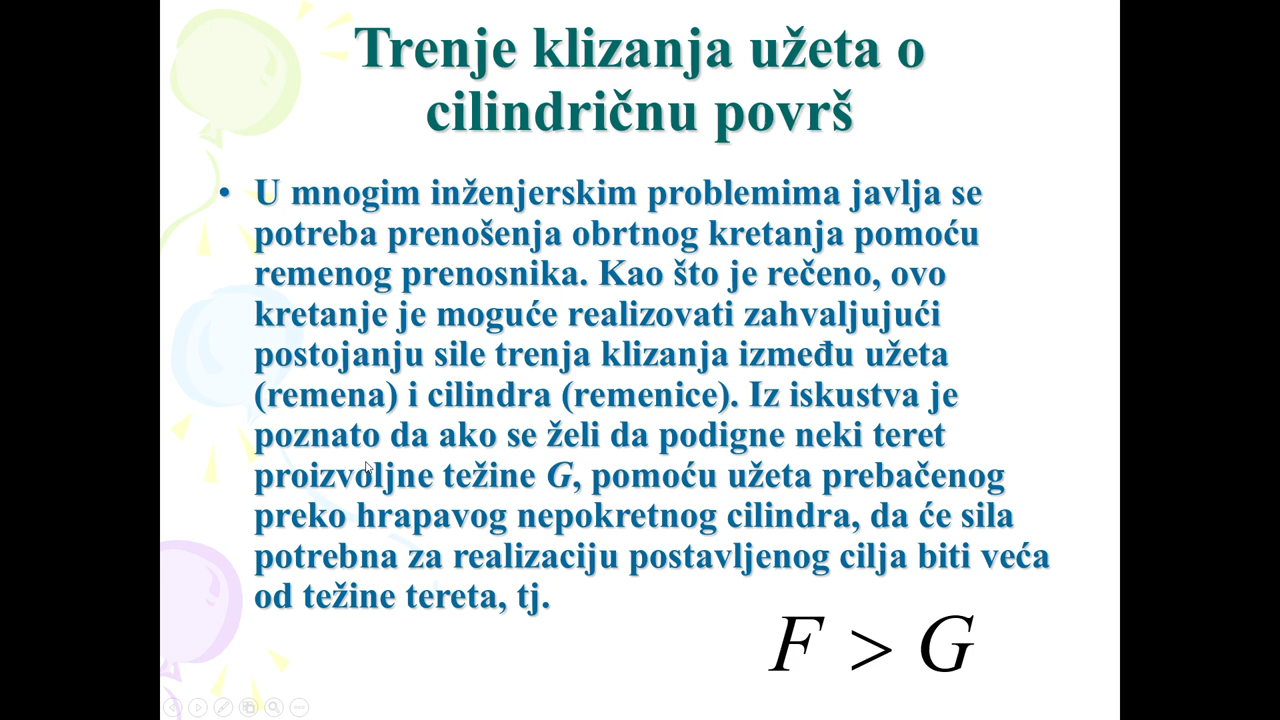 Trenje klizanja užeta o
cilindričnu površ
• U mnogim inženjerskim problemima javlja se
potreba prenošenja obrtnog kretanja pomoću
remenog prenosnika. Kao što je rečeno, ovo
kretanje je moguće realizovati zahvaljujući
postojanju sile trenja klizanja između užeta
(remena) i cilindra (remenice). Iz iskustva je
poznato da ako se želi da podigne neki teret
proizvoljne težine G, pomoću užeta prebačenog
preko hrapavog nepokretnog cilindra, da će sila
potrebna za realizaciju postavljenog cilja biti veća
od težine tereta, tj.
F > G